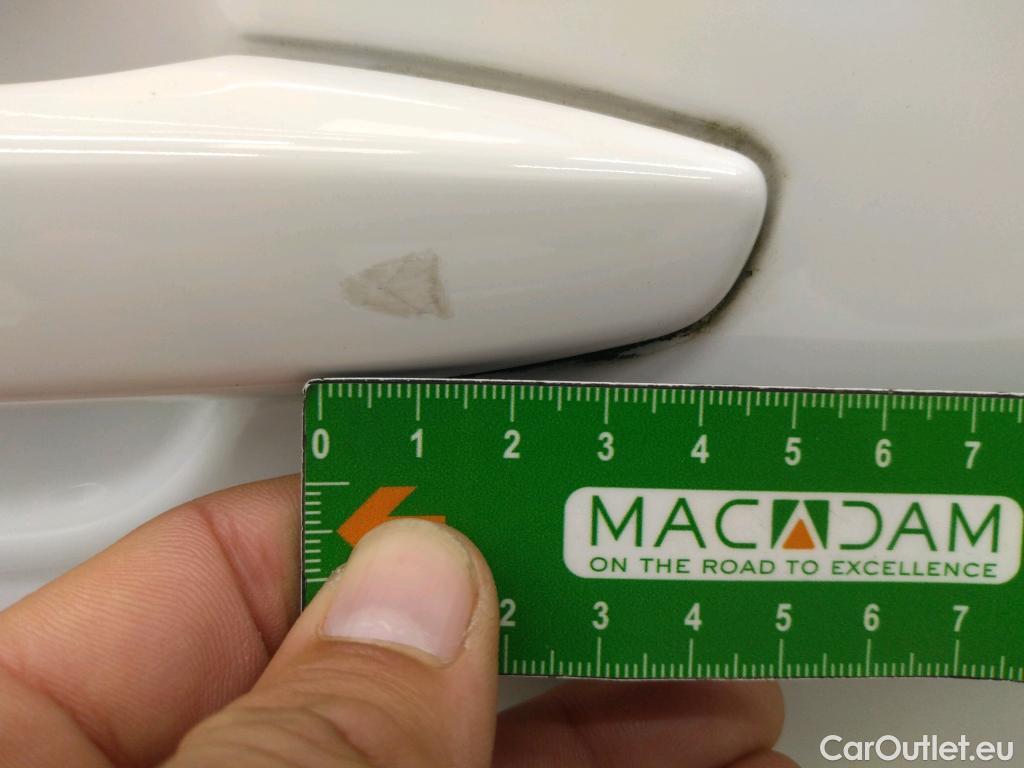 0 1 2 3 4 5 6 7
MACADAM
ON THE ROAD TO EXCELLENCE
2 3 4 5 6 7
CarOutlet.eu